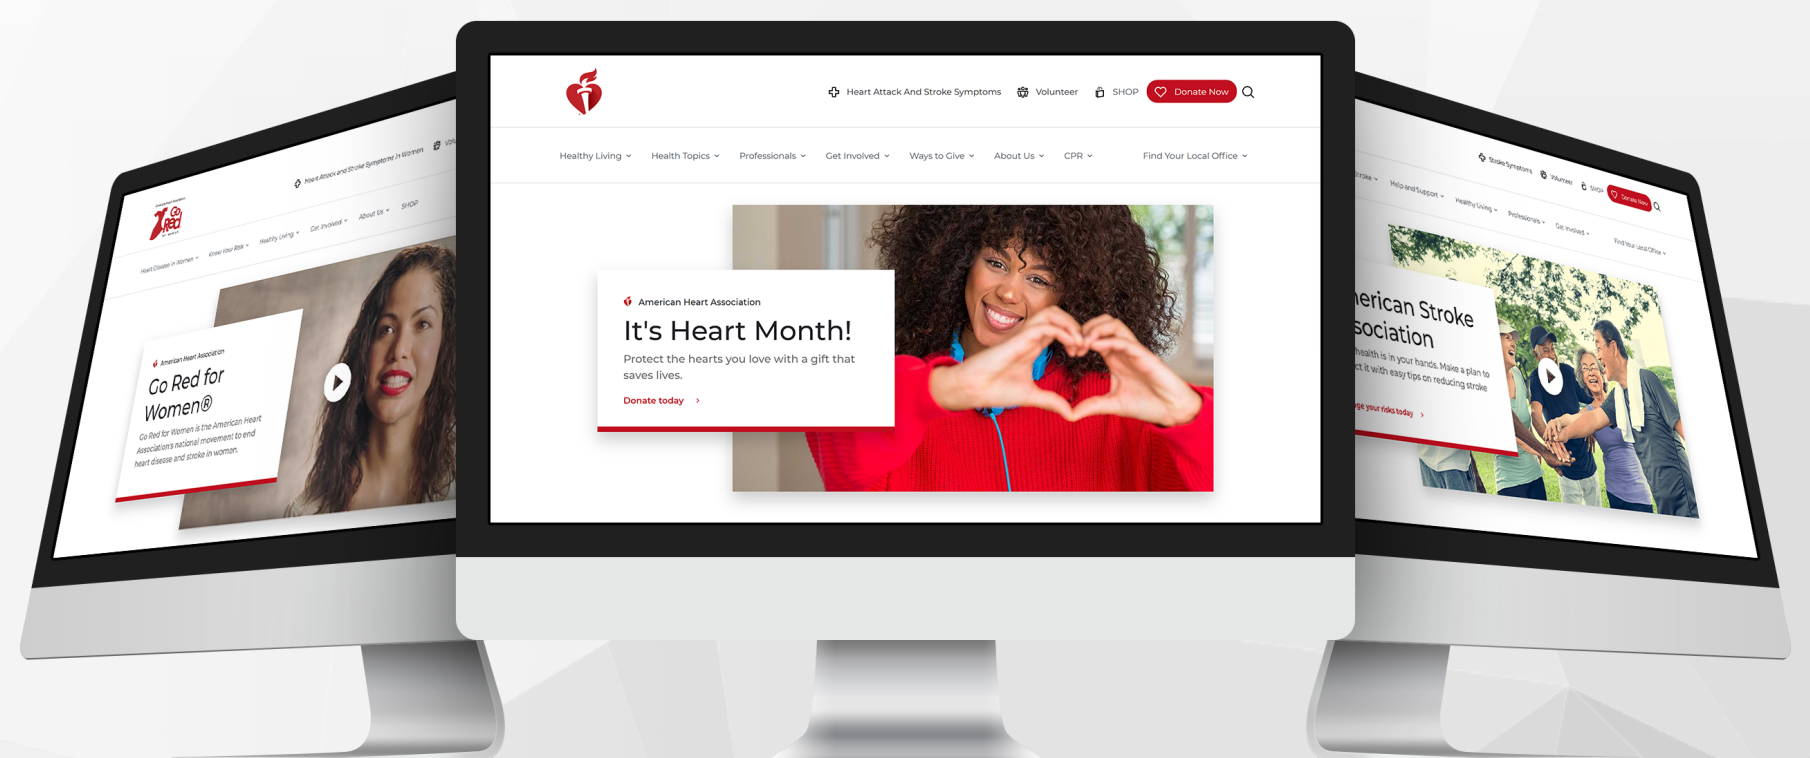 Heart Attack and Stroke Symptoms in Women
Go
Red
Heart Disease in Women
Know Your Risk
Healthy Living
Get Involved
About Us
SHOP
American Heart Association
Go Red for
Women®
Go Red for Women is the American Heart
Association's national movement to end
heart disease and stroke in women.
Heart Attack And Stroke Symptoms
Volunteer
SHOP
Donate Now
Healthy Living
Health Topics
Professionals
Get Involved
Ways to Give
About Us
CPR
Find Your Local Office
American Heart Association
It's Heart Month!
Protect the hearts you love with a gift that
saves lives.
Donate today
Stroke Symptoms
Volunteer
SHOP
Donate Now
Help and Support
Healthy Living
Professionals
Get Involved
Find Your Local Office
erican Stroke
sociation
health is in your hands. Make a plan to
ct it with easy tips on reducing stroke
ge your risks today